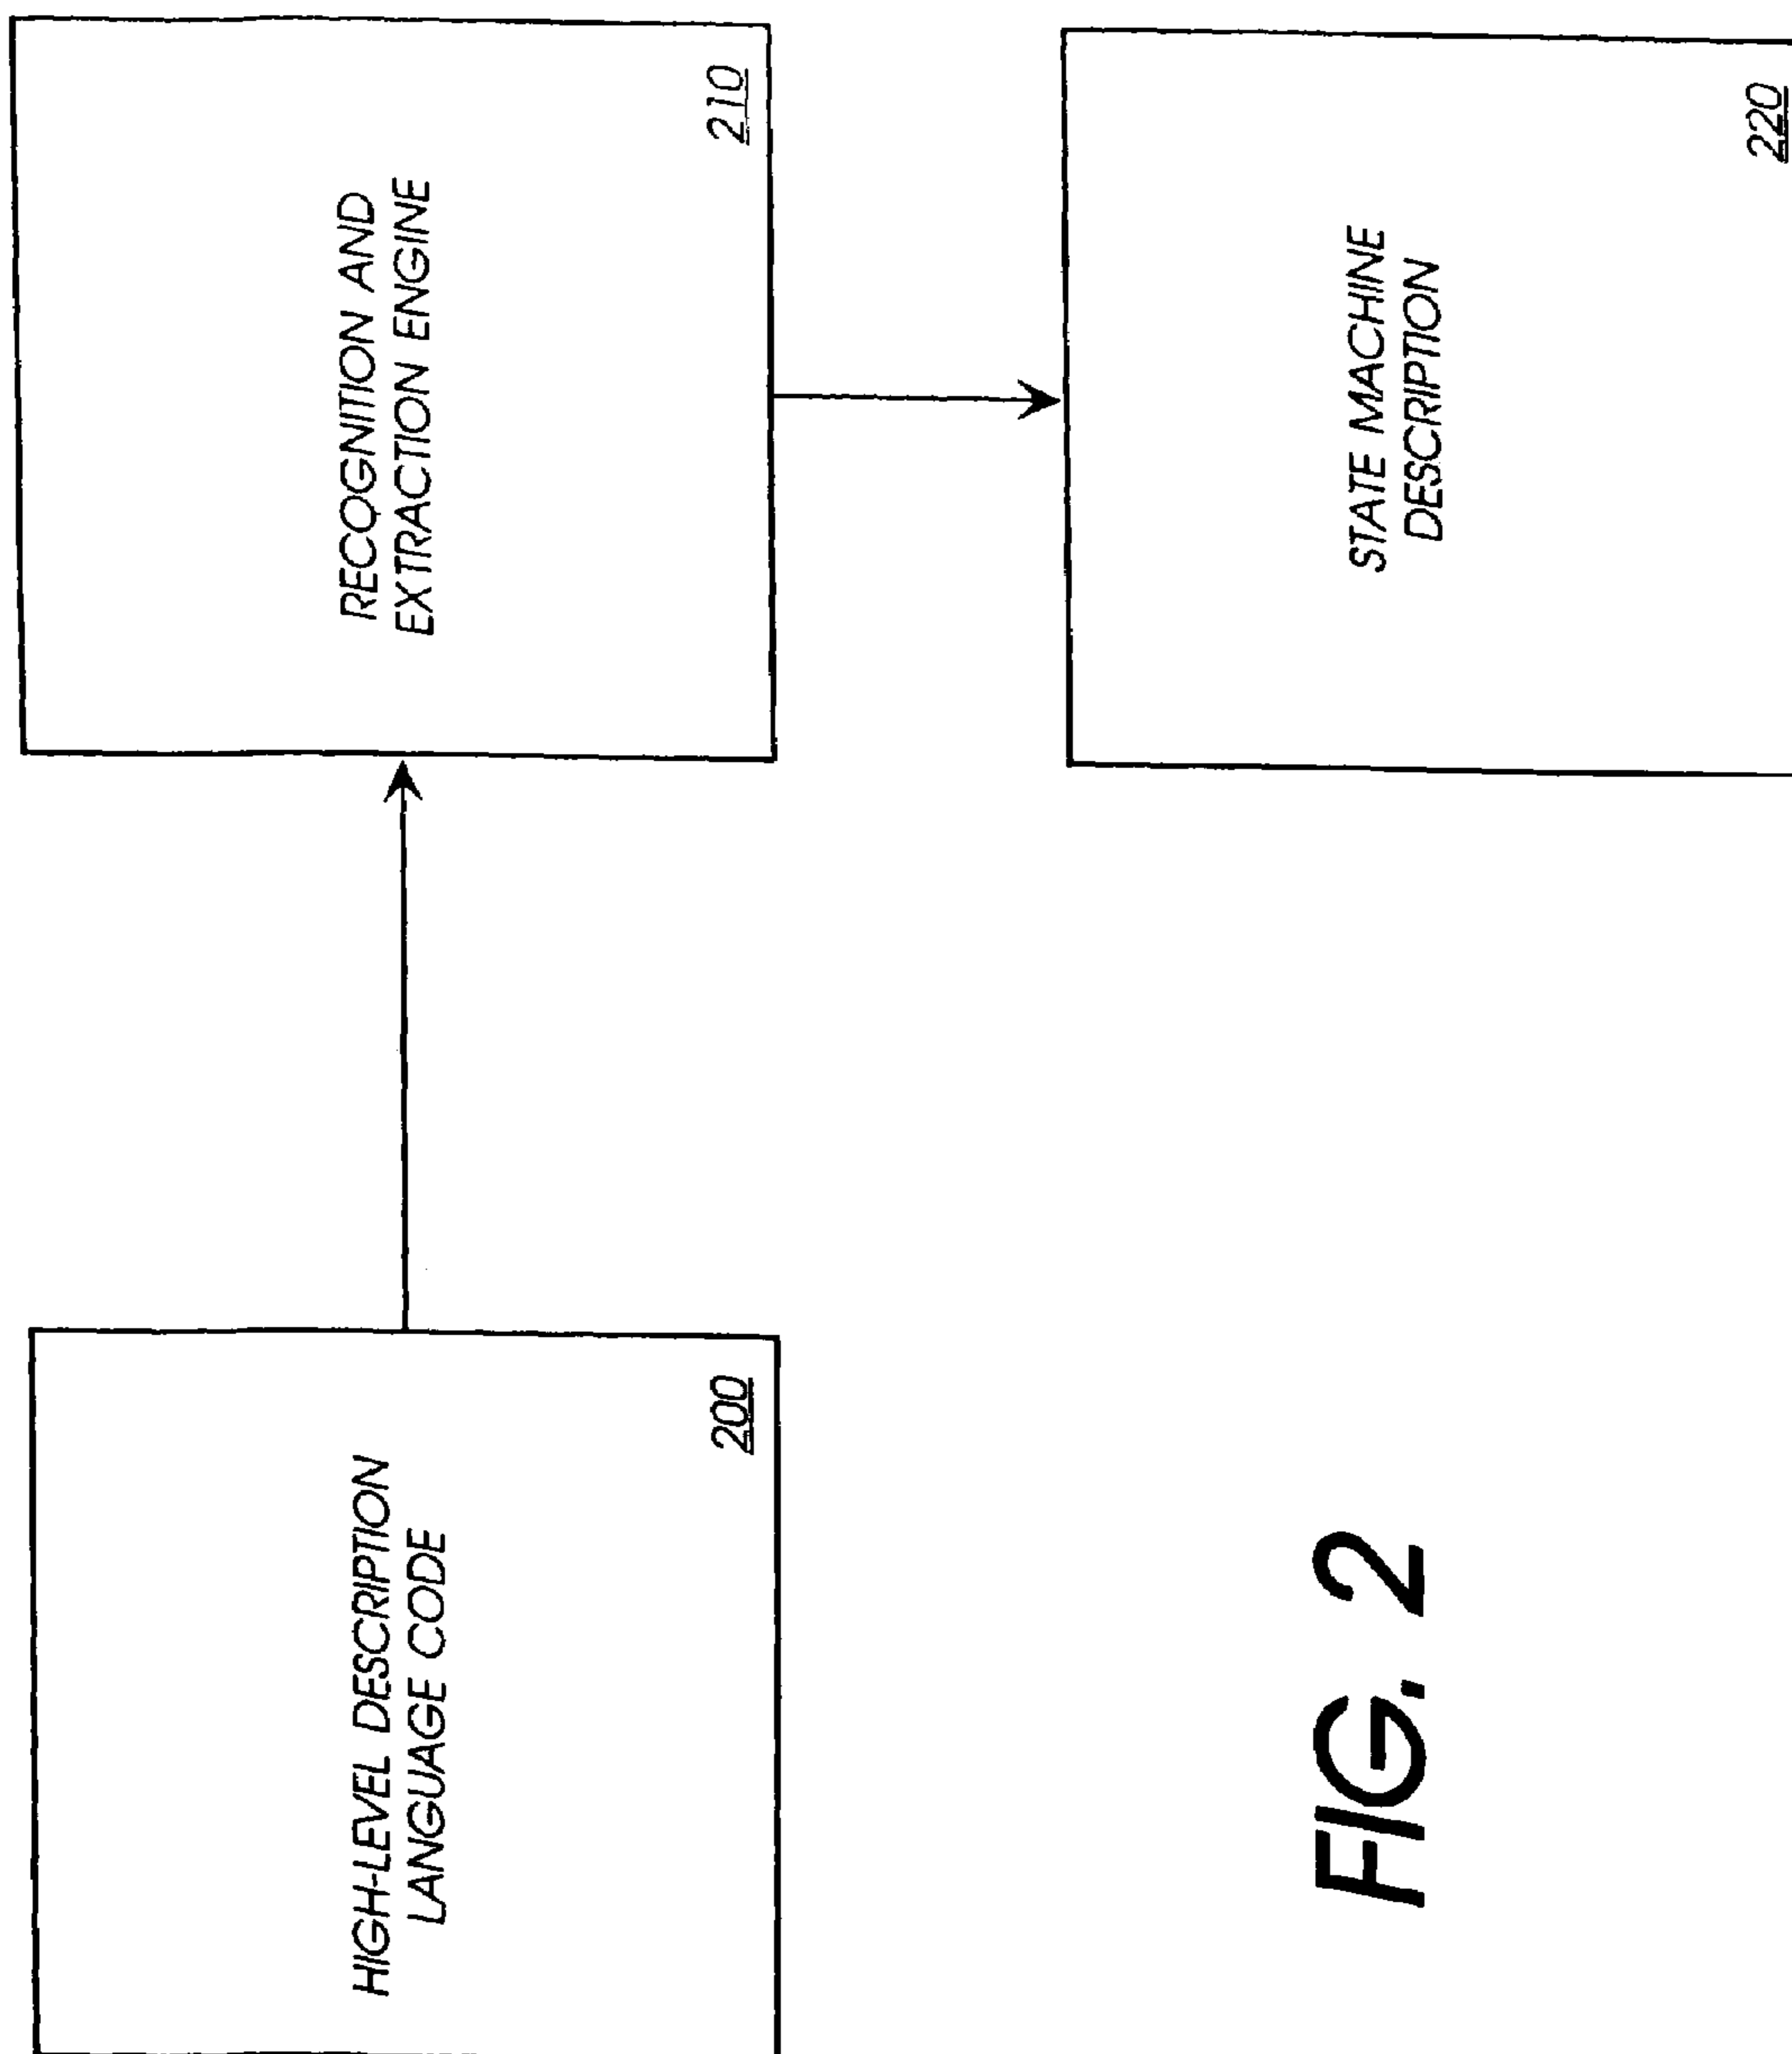 HIGH-LEVEL DESCRIPTION
LANGUAGE CODE
200
RECOGNITION AND
EXTRACTION ENGINE
210
STATE MACHINE
DESCRIPTION
220
FIG. 2